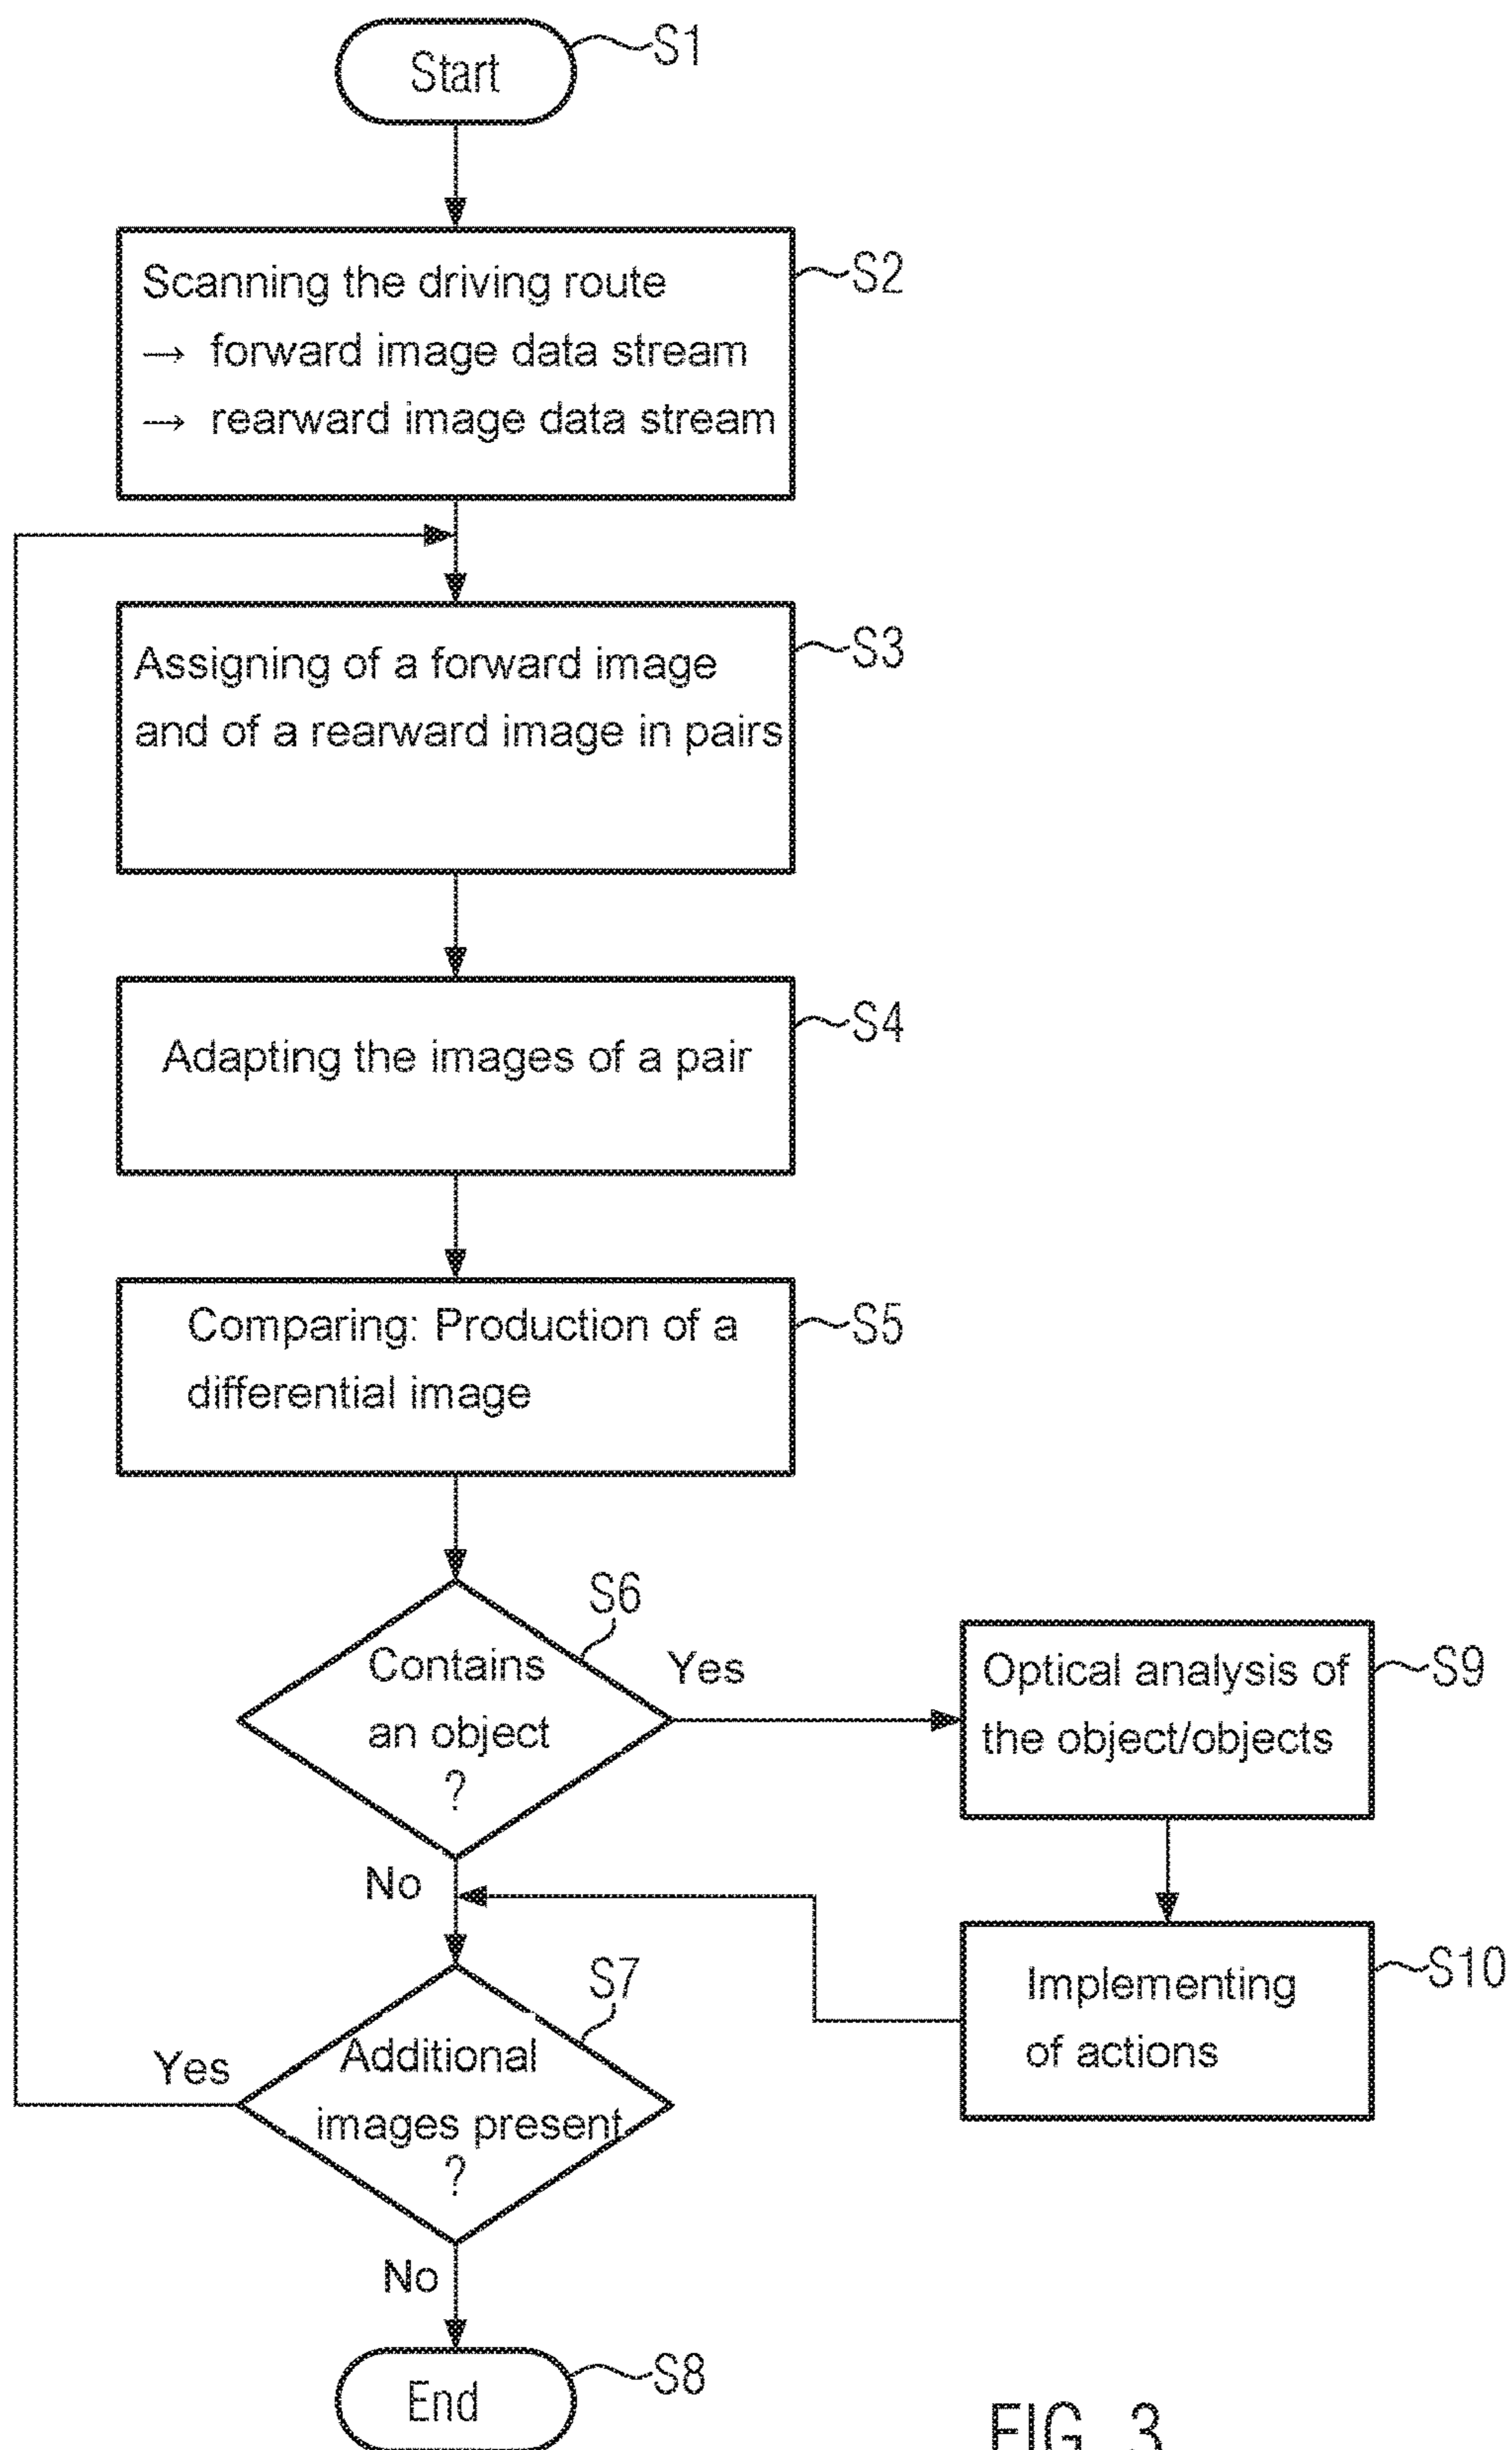 Start
S1
Scanning the driving route
→ forward image data stream
→ rearward image data stream
S2
Assigning of a forward image
and of a rearward image in pairs
S3
Adapting the images of a pair
S4
Comparing: Production of a
differential image
S5
S6
Contains
an object
?
Yes
No
Optical analysis of
the object/objects
S9
Implementing
of actions
S10
S7
Additional
images present
?
Yes
No
End
S8
FIG. 3